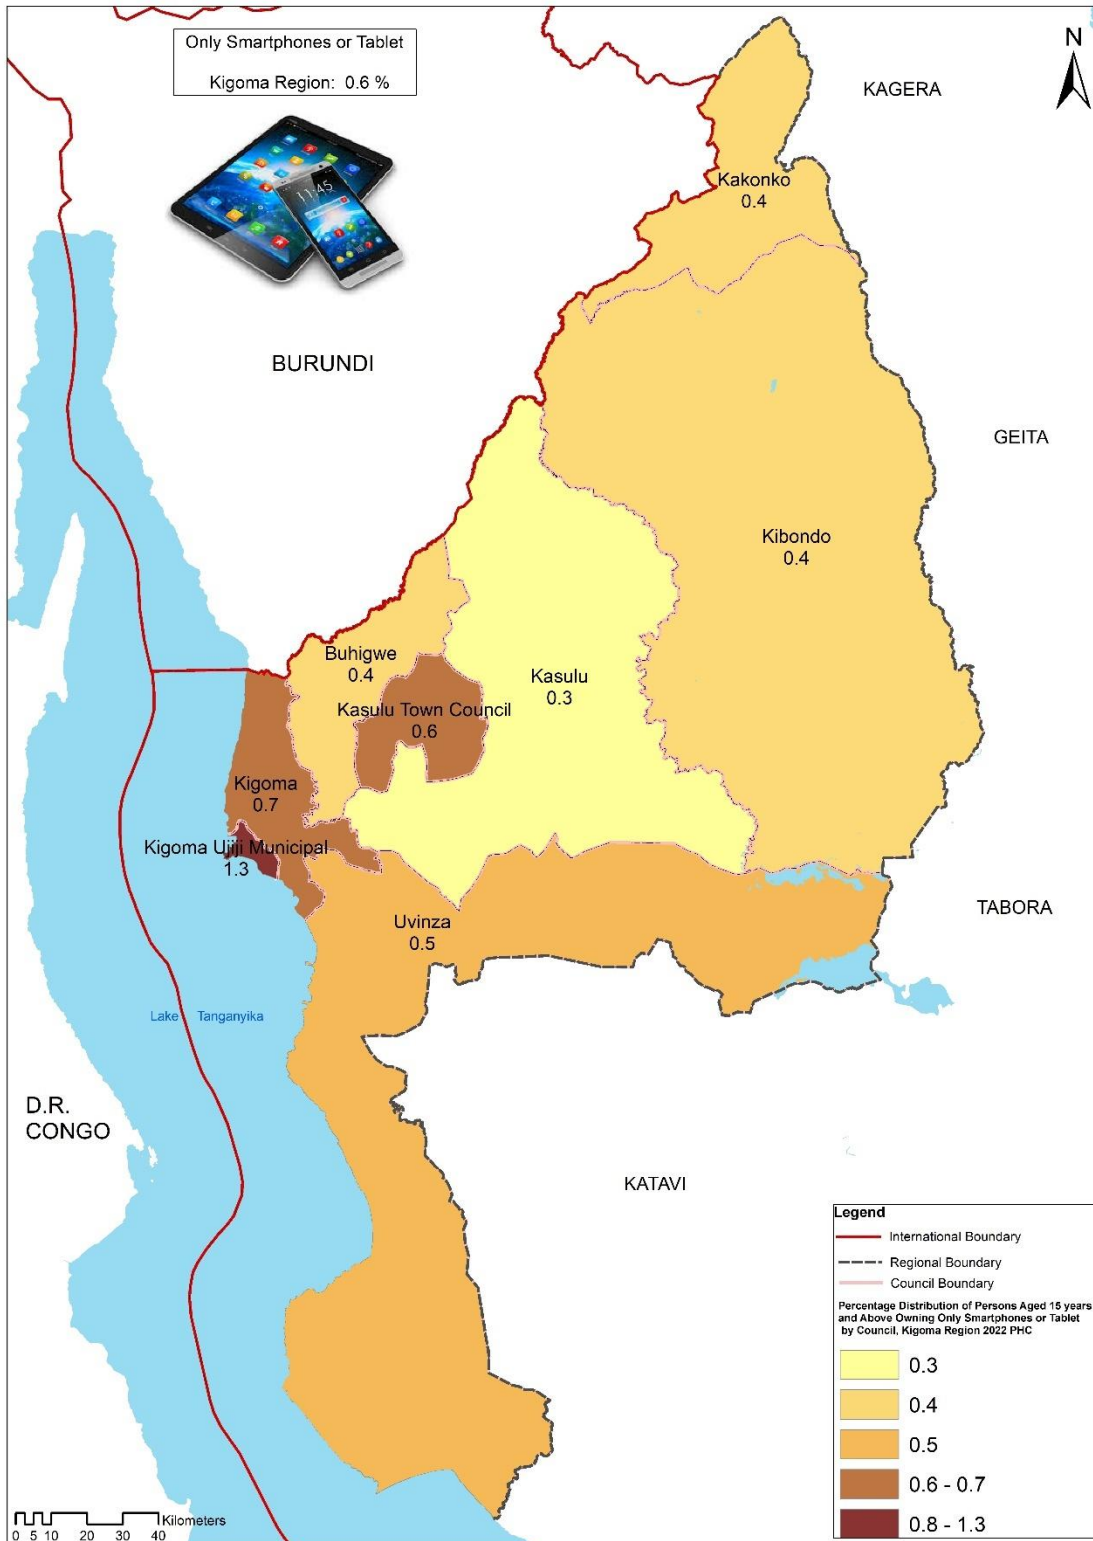 Only Smartphones or Tablet
Kigoma Region: 0.6 %
N
KAGERA
11:45
Kakonko
0.4
BURUNDI
GEITA
Kibondo
0.4
Buhigwe
0.4
Kasulu
0.3
Kasulu Town Council
0.6
Kigoma
0.7
Kigoma Ujiji Municipal
1.3
Uvinza
0.5
TABORA
Lake Tanganyika
D.R.
CONGO
KATAVI
Legend
International Boundary
Regional Boundary
Council Boundary
Percentage Distribution of Persons Aged 15 years
and Above Owning Only Smartphones or Tablet
by Council, Kigoma Region 2022 PHC
0.3
0.4
0.5
0.6 - 0.7
0.8 - 1.3
Kilometers
0 5 10 20 30 40